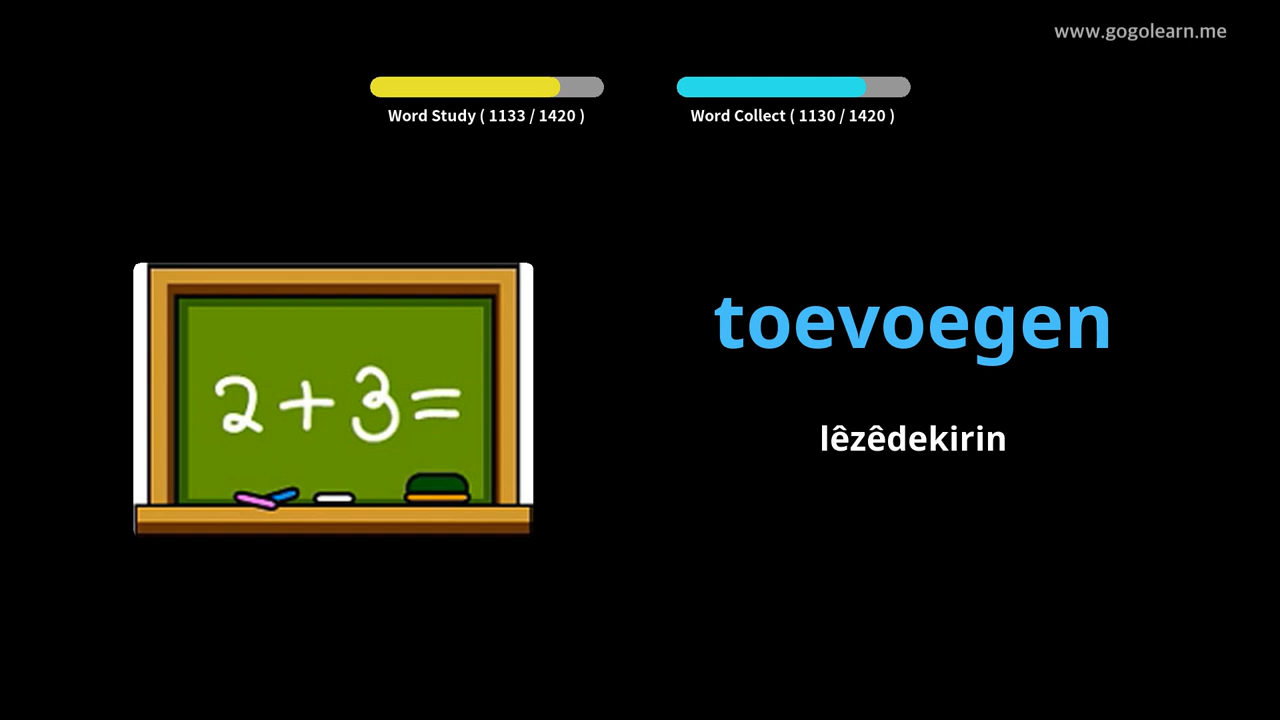 www.gogolearn.me
Word Study ( 1133 / 1420 )
Word Collect ( 1130 / 1420 )
2+3=
toevoegen
lêzêdekirin